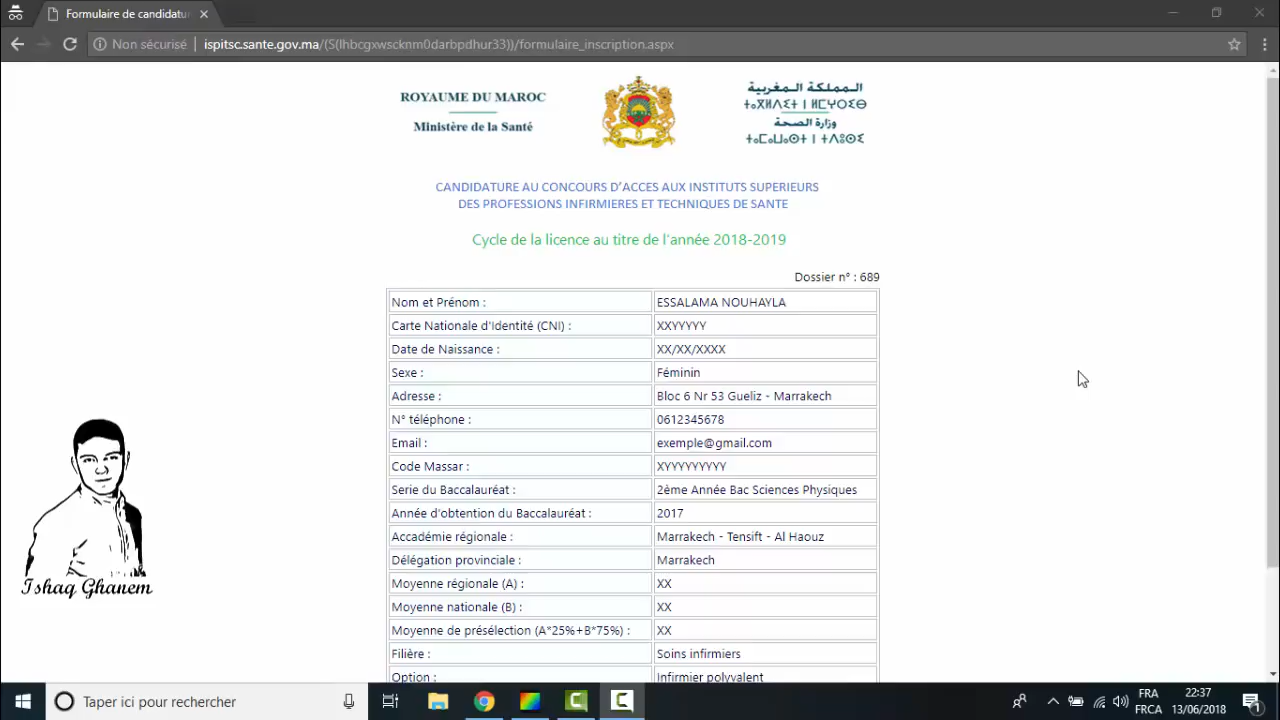 Formulaire de candidatu
Non sécurisé
ispitsc.sante.gov.ma/(S(lhbcgxwscknm0darbpdhur33))/formulaire_inscription.aspx
ROYAUME DU MAROC
Ministère de la Santé
المملكة المغربية
ⵜⴰⴳⵍⴷⵉⵜ ⵏ ⵍⵎⵖⵔⵉⴱ
وزارة الصحة
ⵜⴰⵎⴰⵡⴰⵙⵜ ⵏ ⵜⴷⵓⵙⵉ
CANDIDATURE AU CONCOURS D'ACCES AUX INSTITUTS SUPERIEURS
DES PROFESSIONS INFIRMIERES ET TECHNIQUES DE SANTE
Cycle de la licence au titre de l'année 2018-2019
Dossier n° : 689
Nom et Prénom : ESSALAMA NOUHAYLA
Carte Nationale d'Identité (CNI) : XXYYYYY
Date de Naissance : XX/XX/XXXX
Sexe : Féminin
Adresse : Bloc 6 Nr 53 Gueliz - Marrakech
N° téléphone : 0612345678
Email : exemple@gmail.com
Code Massar : XYYYYYYYYY
Serie du Baccalauréat : 2ème Année Bac Sciences Physiques
Année d'obtention du Baccalauréat : 2017
Accadémie régionale : Marrakech - Tensift - Al Haouz
Délégation provinciale : Marrakech
Moyenne régionale (A) : XX
Moyenne nationale (B) : XX
Moyenne de présélection (A*25%+B*75%) : XX
Filière : Soins infirmiers
Option : Infirmier polyvalent
Ishaq Ghanem
Taper ici pour rechercher
FRA
FRCA
22:37
13/06/2018
1